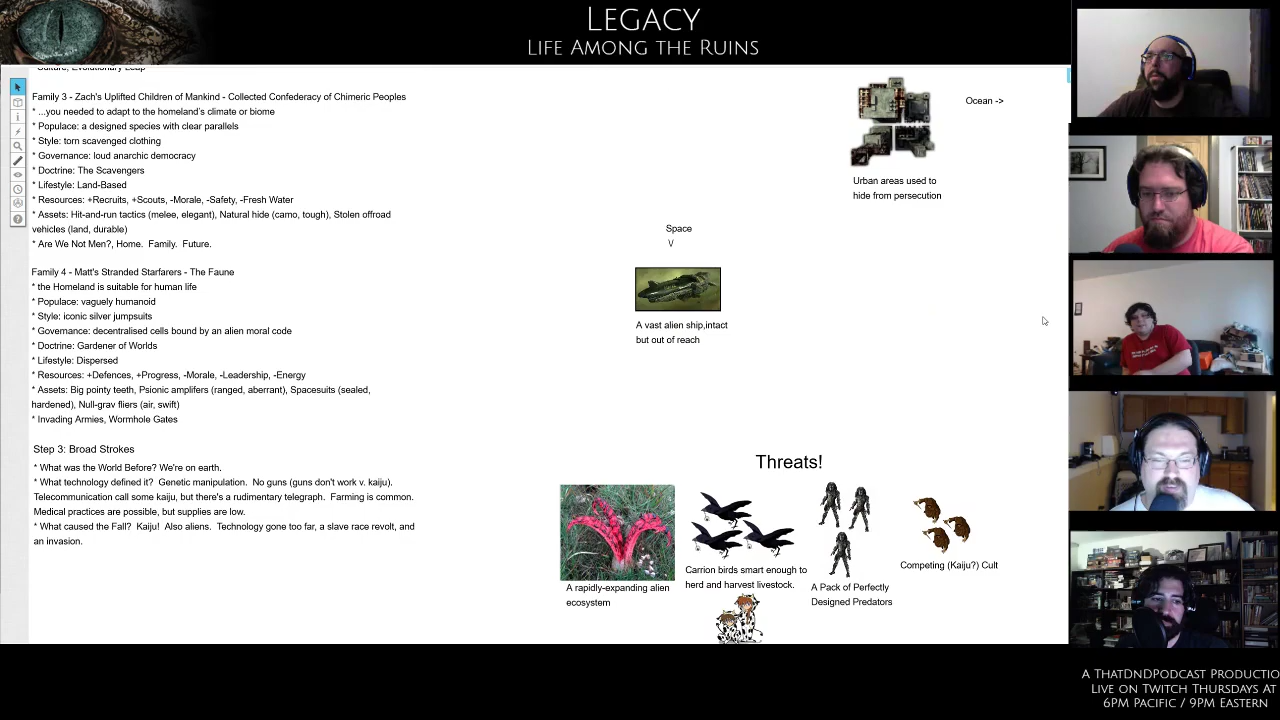 LEGACY
LIFE AMONG THE RUINS
Culture, Evolutionary Leap
Family 3 - Zach's Uplifted Children of Mankind - Collected Confederacy of Chimeric Peoples
* ...you needed to adapt to the homeland's climate or biome
* Populace: a designed species with clear parallels
* Style: torn scavenged clothing
* Governance: loud anarchic democracy
* Doctrine: The Scavengers
* Lifestyle: Land-Based
* Resources: +Recruits, +Scouts, -Morale, -Safety, -Fresh Water
* Assets: Hit-and-run tactics (melee, elegant), Natural hide (camo, tough), Stolen offroad
vehicles (land, durable)
* Are We Not Men?, Home. Family. Future.
Family 4 - Matt's Stranded Starfarers - The Faune
* the Homeland is suitable for human life
* Populace: vaguely humanoid
* Style: iconic silver jumpsuits
* Governance: decentralised cells bound by an alien moral code
* Doctrine: Gardener of Worlds
* Lifestyle: Dispersed
* Resources: +Defences, +Progress, -Morale, -Leadership, -Energy
* Assets: Big pointy teeth, Psionic amplifers (ranged, aberrant), Spacesuits (sealed,
hardened), Null-grav fliers (air, swift)
* Invading Armies, Wormhole Gates
Step 3: Broad Strokes
* What was the World Before? We're on earth.
* What technology defined it? Genetic manipulation. No guns (guns don't work v. kaiju).
Telecommunication call some kaiju, but there's a rudimentary telegraph. Farming is common.
Medical practices are possible, but supplies are low.
* What caused the Fall? Kaiju! Also aliens. Technology gone too far, a slave race revolt, and
an invasion.
Ocean ->
Urban areas used to
hide from persecution
Space
V
A vast alien ship,intact
but out of reach
Threats!
A rapidly-expanding alien
ecosystem
Carrion birds smart enough to
herd and harvest livestock.
A Pack of Perfectly
Designed Predators
Competing (Kaiju?) Cult
A THATDNDPODCAST PRODUCTIO
LIVE ON TWITCH THURSDAYS AT
6PM PACIFIC / 9PM EASTERN